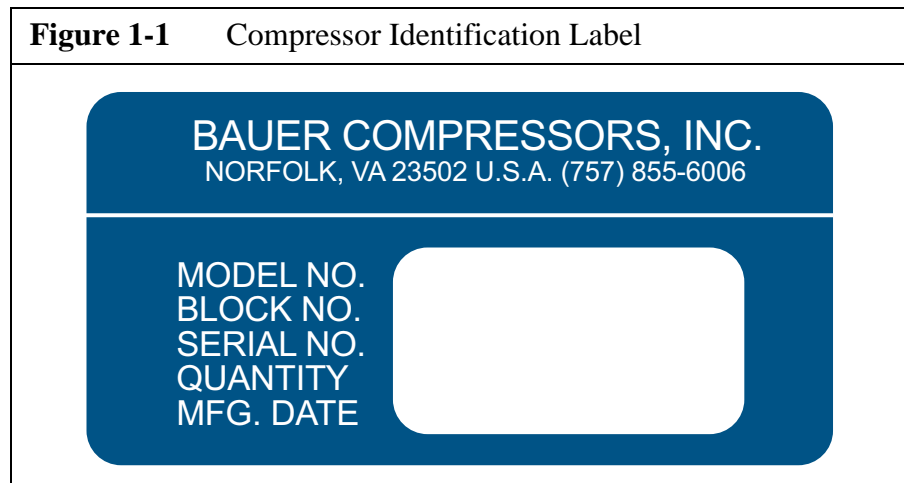 Figure 1-1 Compressor Identification Label
BAUER COMPRESSORS, INC.
NORFOLK, VA 23502 U.S.A. (757) 855-6006
MODEL NO.
BLOCK NO.
SERIAL NO.
QUANTITY
MFG. DATE